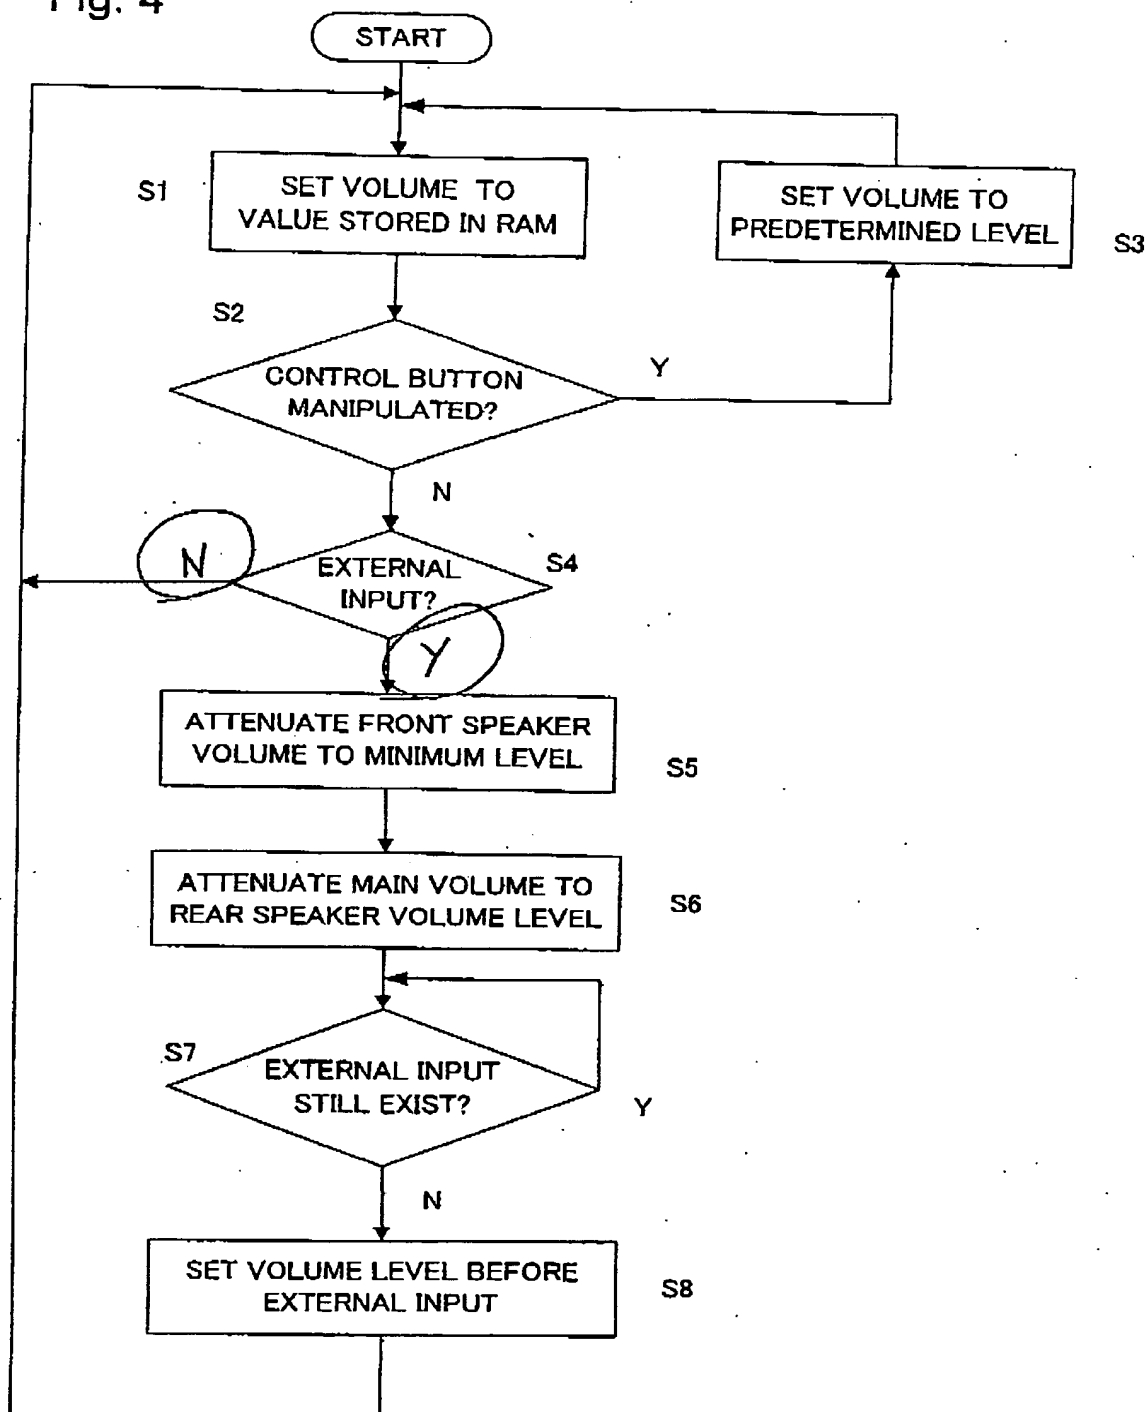 Fig. 4
START
S1
SET VOLUME TO
VALUE STORED IN RAM
SET VOLUME TO
PREDETERMINED LEVEL
S3
S2
CONTROL BUTTON
MANIPULATED?
Y
N
N
EXTERNAL
INPUT?
S4
Y
ATTENUATE FRONT SPEAKER
VOLUME TO MINIMUM LEVEL
S5
ATTENUATE MAIN VOLUME TO
REAR SPEAKER VOLUME LEVEL
S6
S7
EXTERNAL INPUT
STILL EXIST?
Y
N
SET VOLUME LEVEL BEFORE
EXTERNAL INPUT
S8